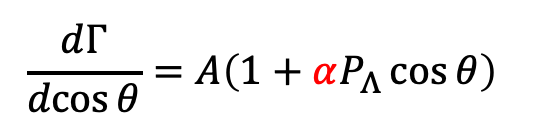 dΓ/dcos θ = A(1 + αP_Λ cos θ)